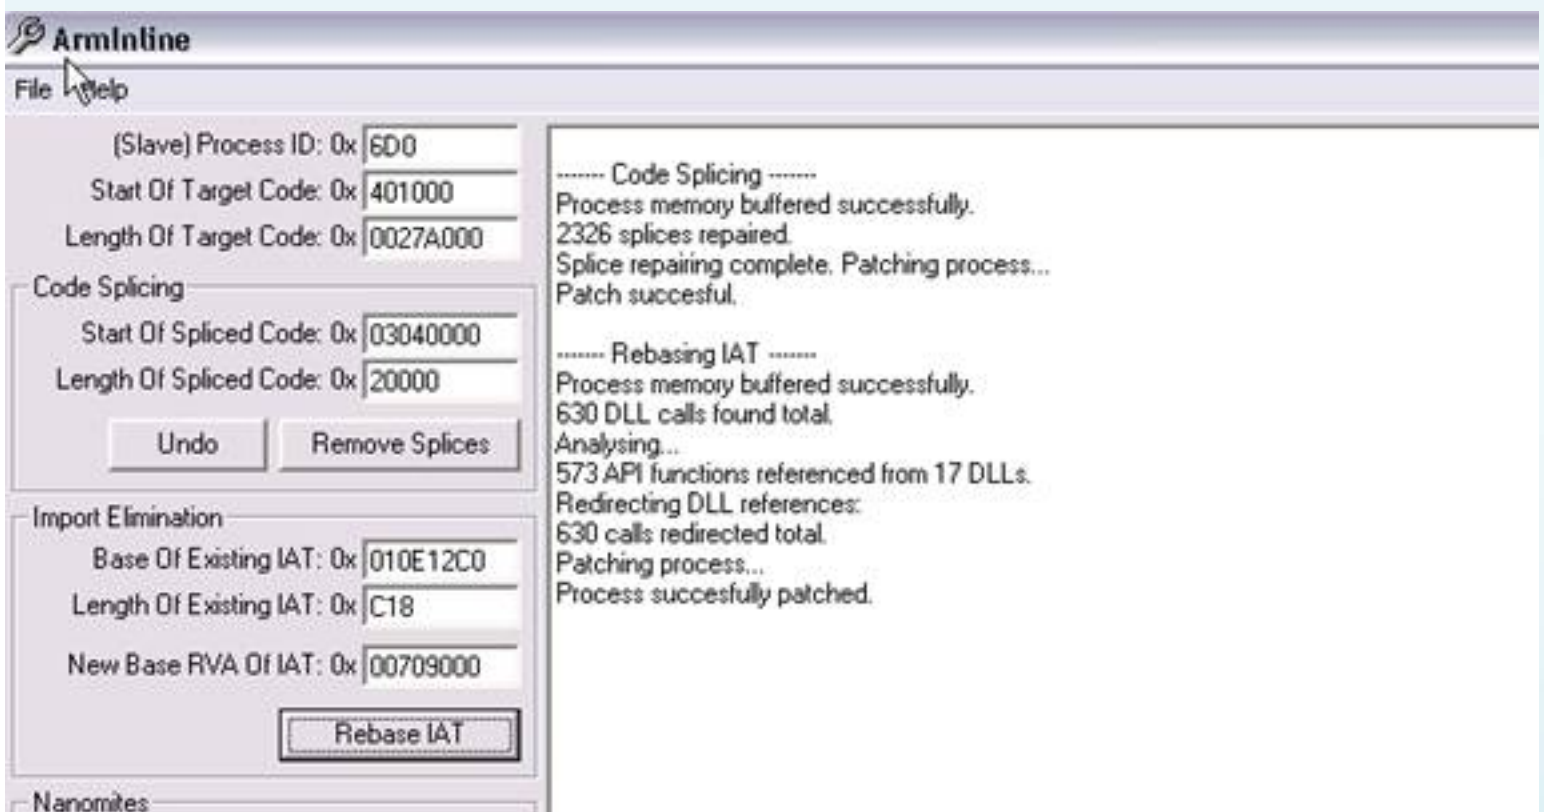 ArmInline
File Help
(Slave) Process ID: 0x 6D0
Start Of Target Code: 0x 401000
Length Of Target Code: 0x 0027A000
Code Splicing
Start Of Spliced Code: 0x 03040000
Length Of Spliced Code: 0x 20000
Undo Remove Splices
Import Elimination
Base Of Existing IAT: 0x 010E12C0
Length Of Existing IAT: 0x C18
New Base RVA Of IAT: 0x 00709000
Rebase IAT
Nanomites
------- Code Splicing -------
Process memory buffered successfully.
2326 splices repaired.
Splice repairing complete. Patching process...
Patch succesful.
------- Rebasing IAT -------
Process memory buffered successfully.
630 DLL calls found total.
Analysing...
573 API functions referenced from 17 DLLs.
Redirecting DLL references:
630 calls redirected total.
Patching process...
Process succesfully patched.